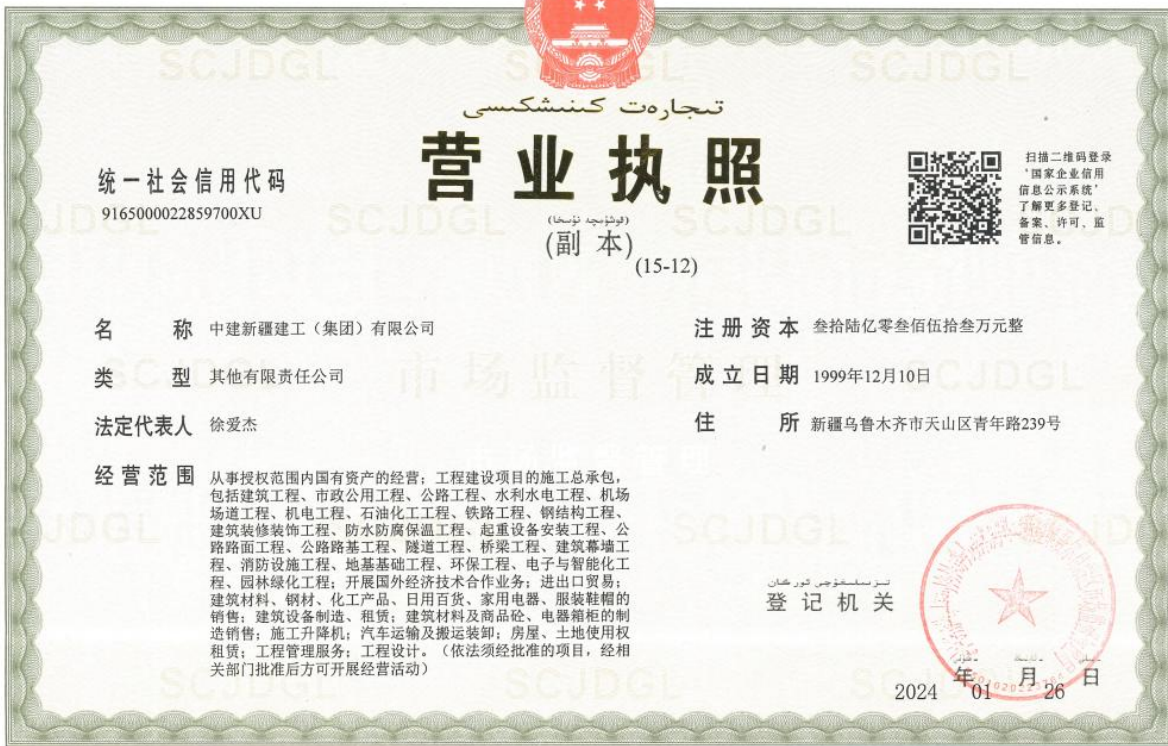 تىجارەت كىنىشكىسى
营业执照
(قوشۇمچە نۇسخا)
(副 本)
(15-12)
统一社会信用代码
9165000022859700XU
扫描二维码登录
‘国家企业信用
信息公示系统’
了解更多登记、
备案、许可、监
管信息。
名 称 中建新疆建工（集团）有限公司
类 型 其他有限责任公司
法定代表人 徐爱杰
经营范围 从事授权范围内国有资产的经营；工程建设项目的施工总承包，
包括建筑工程、市政公用工程、公路工程、水利水电工程、机场
场道工程、机电工程、石油化工工程、铁路工程、钢结构工程、
建筑装修装饰工程、防水防腐保温工程、起重设备安装工程、公
路路面工程、公路路基工程、隧道工程、桥梁工程、建筑幕墙工
程、消防设施工程、地基基础工程、环保工程、电子与智能化工
程、园林绿化工程；开展国外经济技术合作业务；进出口贸易；
建筑材料、钢材、化工产品、日用百货、家用电器、服装鞋帽的
销售；建筑设备制造、租赁；建筑材料及商品砼、电器箱柜的制
造销售；施工升降机；汽车运输及搬运装卸；房屋、土地使用权
租赁；工程管理服务；工程设计。（依法须经批准的项目，经相
关部门批准后方可开展经营活动）
注册资本 叁拾陆亿零叁佰伍拾叁万元整
成立日期 1999年12月10日
住 所 新疆乌鲁木齐市天山区青年路239号
登记机关
2024 年 01 月 26 日
SCJDGL
市场监督管理